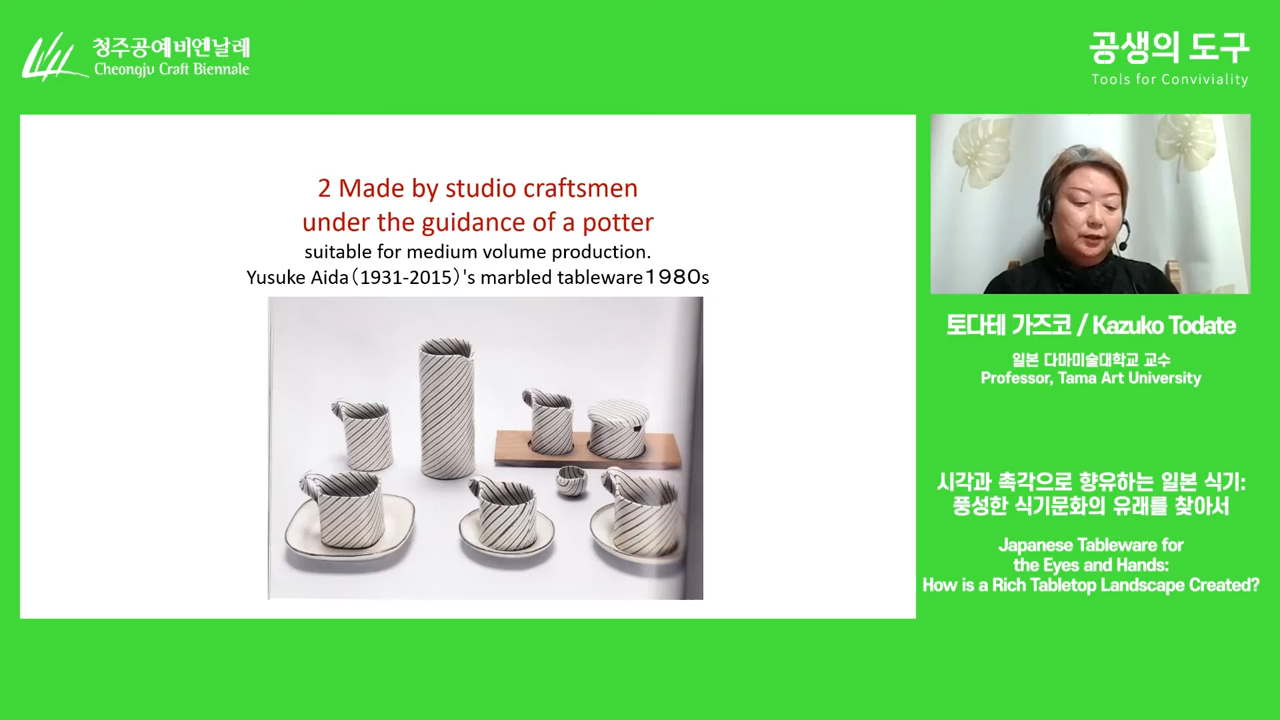 청주공예비엔날레
Cheongju Craft Biennale
공생의 도구
Tools for Conviviality
2 Made by studio craftsmen
under the guidance of a potter
suitable for medium volume production.
Yusuke Aida（1931-2015）'s marbled tableware1980s
토다테 가즈코 / Kazuko Todate
일본 다마미술대학교 교수
Professor, Tama Art University
시각과 촉각으로 향유하는 일본 식기:
풍성한 식기문화의 유래를 찾아서
Japanese Tableware for
the Eyes and Hands:
How is a Rich Tabletop Landscape Created?